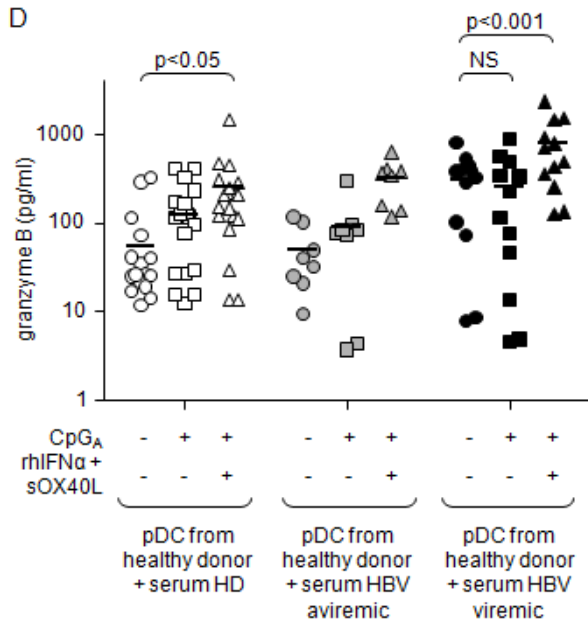 D
p<0.05
p<0.001
NS
granzyme B (pg/ml)
1000
100
10
1
CpGA - + + - + + - + +
rhIFNα +
sOX40L - - + - - + - - +
pDC from
healthy donor
+ serum HD
pDC from
healthy donor
+ serum HBV
aviremic
pDC from
healthy donor
+ serum HBV
viremic